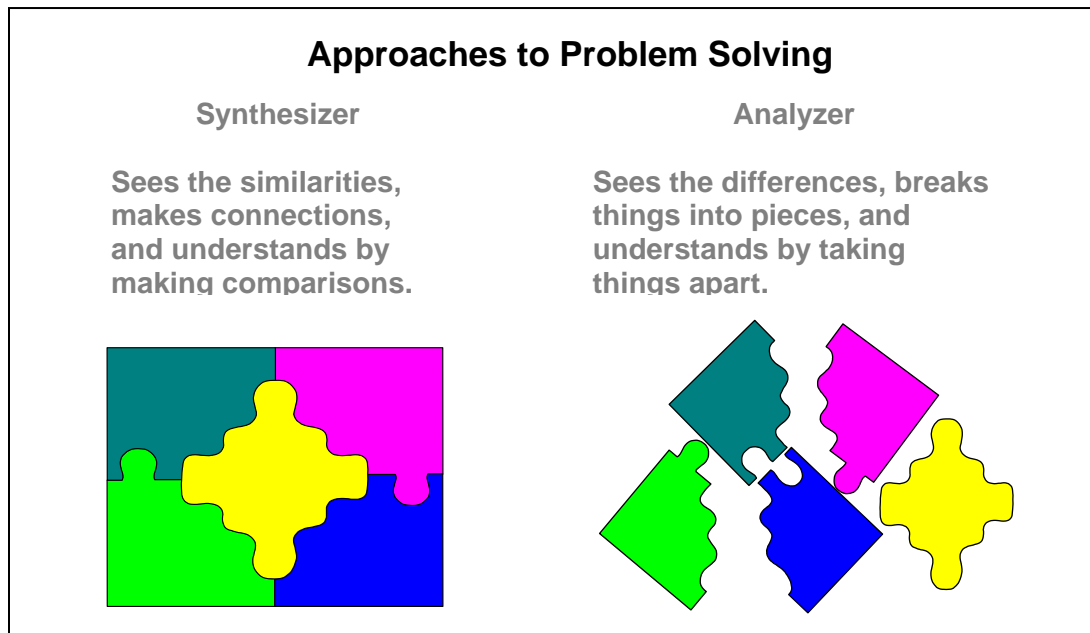 Approaches to Problem Solving
Synthesizer
Sees the similarities,
makes connections,
and understands by
making comparisons.
Analyzer
Sees the differences, breaks
things into pieces, and
understands by taking
things apart.